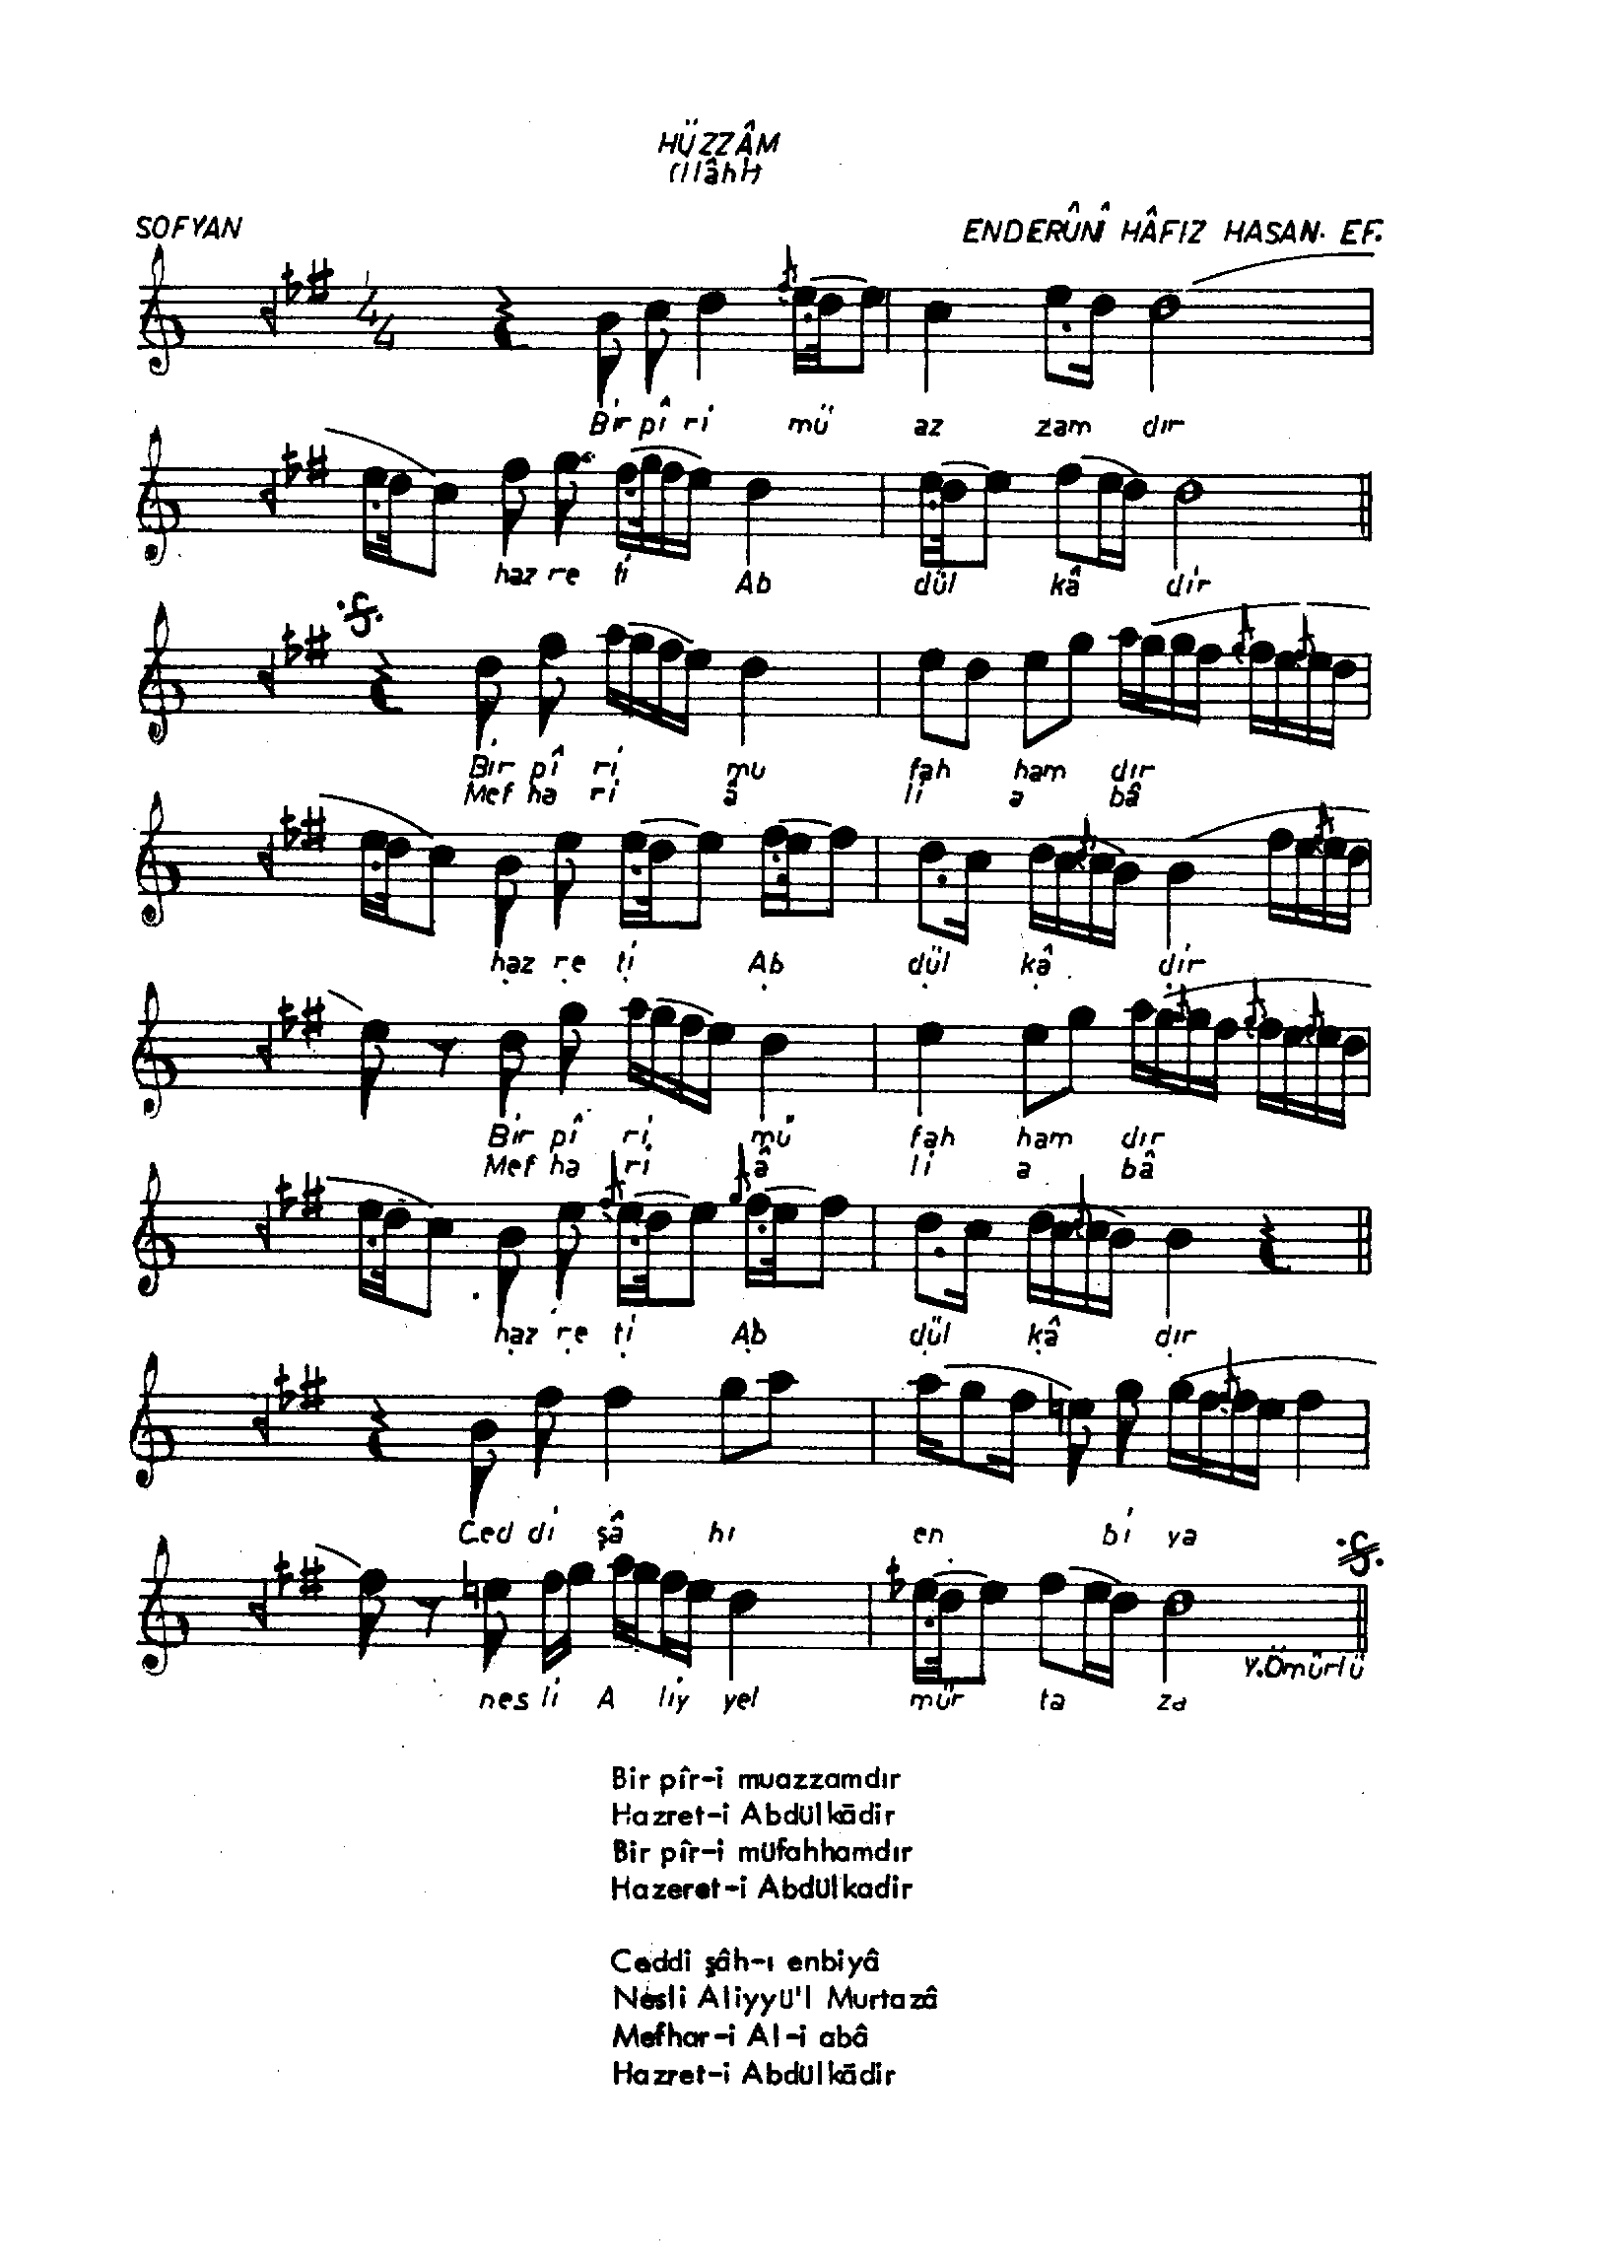 HÜZZÂM
(İlâhi)
SOFYAN
ENDERÛNÎ HÂFIZ HASAN. EF.
4/4
Bir pî ri mü az zam dır
haz re ti Ab dül kâ dir
Bir pî ri mu fah ham dır
Mef ha ri â li a bâ
haz re ti Ab dül kâ dir
Bir pî ri mü fah ham dır
Mef ha ri â li a bâ
haz re ti Ab dül kâ dır
Ced di şâ hı en bi ya
nes li A liy yel mür ta za
Y.Ömürlü
Bir pîr-i muazzamdır
Hazret-i Abdülkādir
Bir pîr-i müfahhamdır
Hazeret-i Abdülkadir
Ceddi şâh-ı enbiyâ
Nesli Aliyyü'l Murtazâ
Mefhar-i Al-i abâ
Hazret-i Abdülkādir